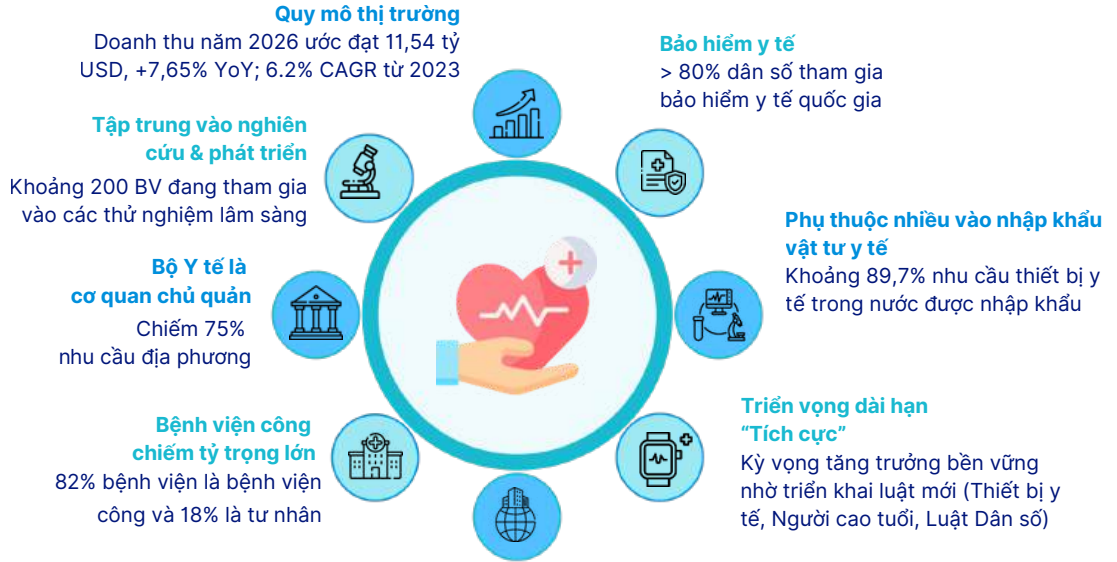 Quy mô thị trường
Doanh thu năm 2026 ước đạt 11,54 tỷ
USD, +7,65% YoY; 6.2% CAGR từ 2023
Bảo hiểm y tế
> 80% dân số tham gia
bảo hiểm y tế quốc gia
Tập trung vào nghiên
cứu & phát triển
Khoảng 200 BV đang tham gia
vào các thử nghiệm lâm sàng
Phụ thuộc nhiều vào nhập khẩu
vật tư y tế
Khoảng 89,7% nhu cầu thiết bị y
tế trong nước được nhập khẩu
Bộ Y tế là
cơ quan chủ quản
Chiếm 75%
nhu cầu địa phương
Triển vọng dài hạn
“Tích cực”
Kỳ vọng tăng trưởng bền vững
nhờ triển khai luật mới (Thiết bị y
tế, Người cao tuổi, Luật Dân số)
Bệnh viện công
chiếm tỷ trọng lớn
82% bệnh viện là bệnh viện
công và 18% là tư nhân